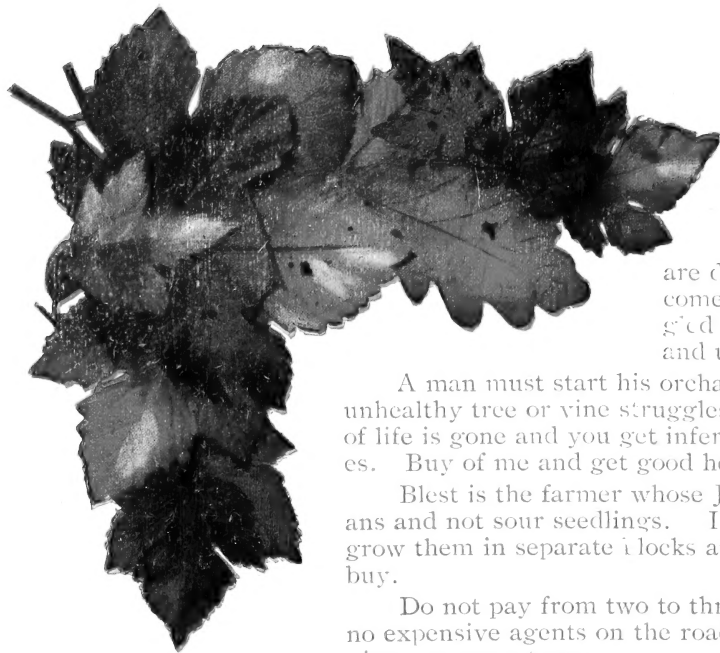 are
come
and
A man must start his orcha
unhealthy tree or vine struggles
of life is gone and you get infer
es. Buy of me and get good he
Blest is the farmer whose
ans and not sour seedlings.
grow them in separate locks a
buy.
Do not pay from two to thr
no expensive agents on the road